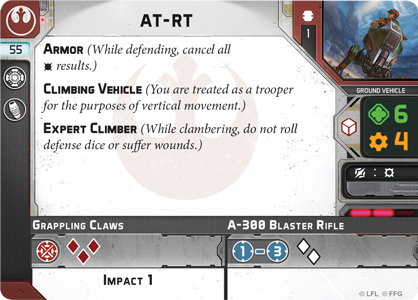 AT-RT
1
55
ARMOR (While defending, cancel all
results.)
CLIMBING VEHICLE (You are treated as a trooper
for the purposes of vertical movement.)
EXPERT CLIMBER (While clambering, do not roll
defense dice or suffer wounds.)
GROUND VEHICLE
6
4
:
GRAPPLING CLAWS
A-300 BLASTER RIFLE
1-3
IMPACT 1
© LFL © FFG